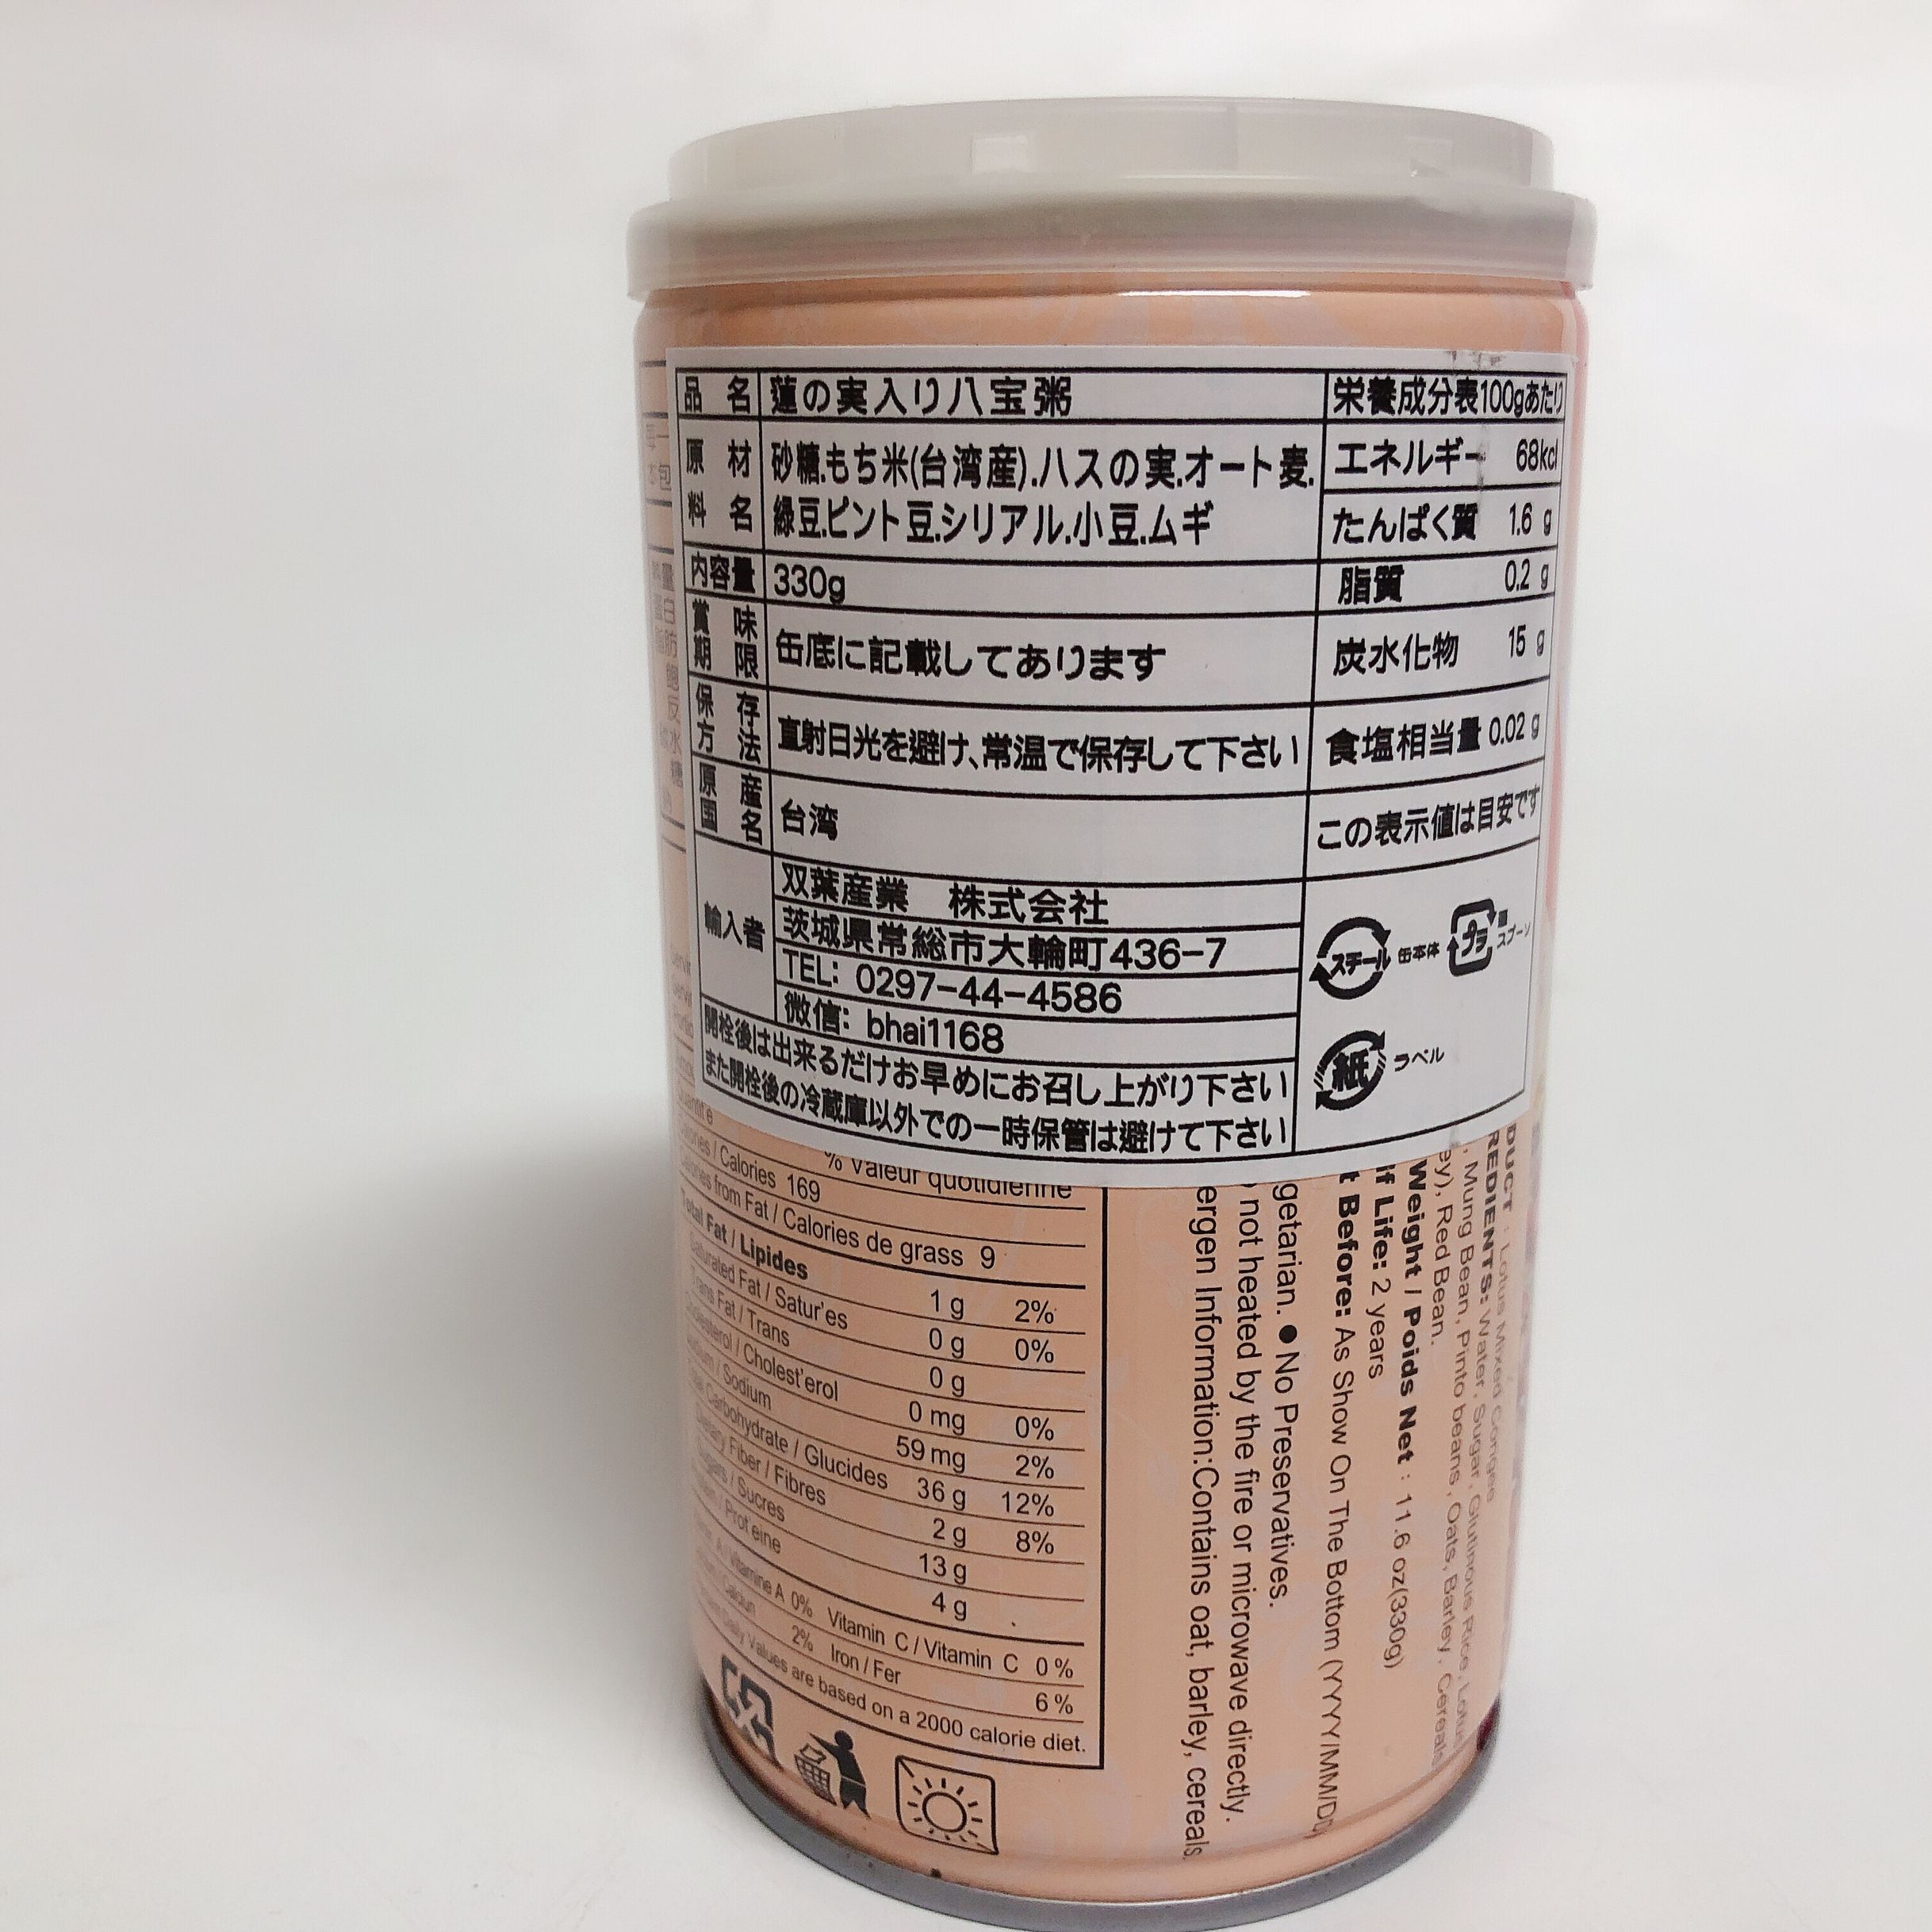 品名 蓮の実入り八宝粥
原材料名 砂糖.もち米(台湾産).ハスの実.オート麦.
緑豆.ピント豆.シリアル.小豆.ムギ
内容量 330g
賞味期限 缶底に記載してあります
保存方法 直射日光を避け、常温で保存して下さい
原産国名 台湾
輸入者 双葉産業 株式会社
茨城県常総市大輪町436-7
TEL: 0297-44-4586
微信: bhai1168
開栓後は出来るだけお早めにお召し上がり下さい
また開栓後の冷蔵庫以外での一時保管は避けて下さい
栄養成分表100gあたり
エネルギー 68kcl
たんぱく質 1.6 g
脂質 0.2 g
炭水化物 15 g
食塩相当量 0.02 g
この表示値は目安です
スチール 缶本体
プラ スプーン
紙 ラベル
% Valeur quotidienne
/ Calories 169
from Fat / Calories de grass 9
Total Fat / Lipides 1 g 2%
Saturated Fat / Satur'es 0 g 0%
Trans Fat / Trans 0 g
Cholesterol / Cholest'erol 0 mg 0%
Sodium / Sodium 59 mg 2%
Carbohydrate / Glucides 36 g 12%
Dietary Fiber / Fibres 2 g 8%
Sugars / Sucres 13 g
/ Prot'eine 4 g
A / Vitamine A 0% Vitamin C / Vitamin C 0 %
2% Iron / Fer 6 %
Daily Values are based on a 2000 calorie diet.
DUCT : Lotus Mixed Congee
REDIENTS: Water, Sugar, Glutinous Rice, Lotus
, Mung Bean, Pinto beans, Oats, Barley, Cereals
ey), Red Bean.
Weight / Poids Net : 11.6 oz(330g)
lf Life: 2 years
t Before: As Show On The Bottom (YYYY/MM/DD)
getarian. ● No Preservatives.
not heated by the fire or microwave directly.
ergen Information:Contains oat, barley, cereals.